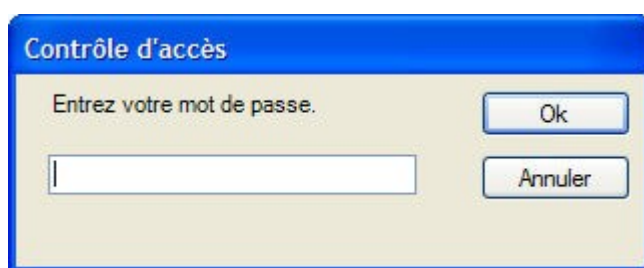 Contrôle d'accès
Entrez votre mot de passe.
Ok
Annuler